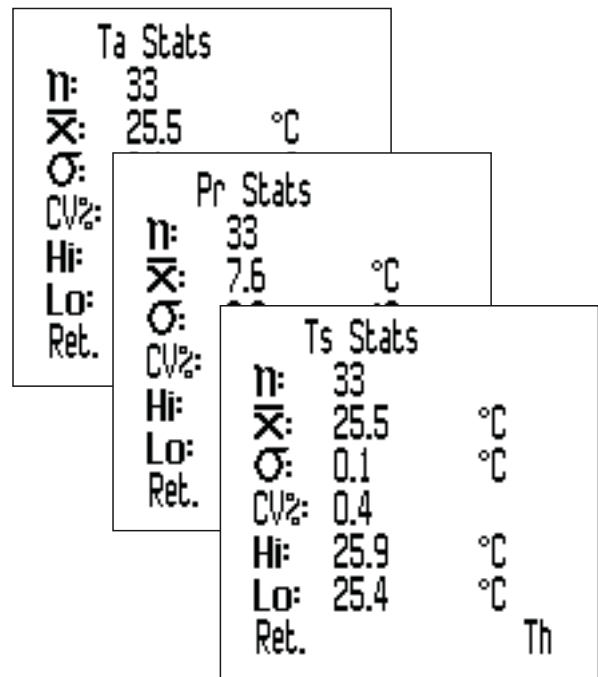 Ta Stats
n: 33
x̄: 25.5 °C
σ:
CV%:
Hi:
Lo:
Ret.
Pr Stats
n: 33
x̄: 7.6 °C
σ:
CV%:
Hi:
Lo:
Ret.
Ts Stats
n: 33
x̄: 25.5 °C
σ: 0.1 °C
CV%: 0.4
Hi: 25.9 °C
Lo: 25.4 °C
Ret. Th